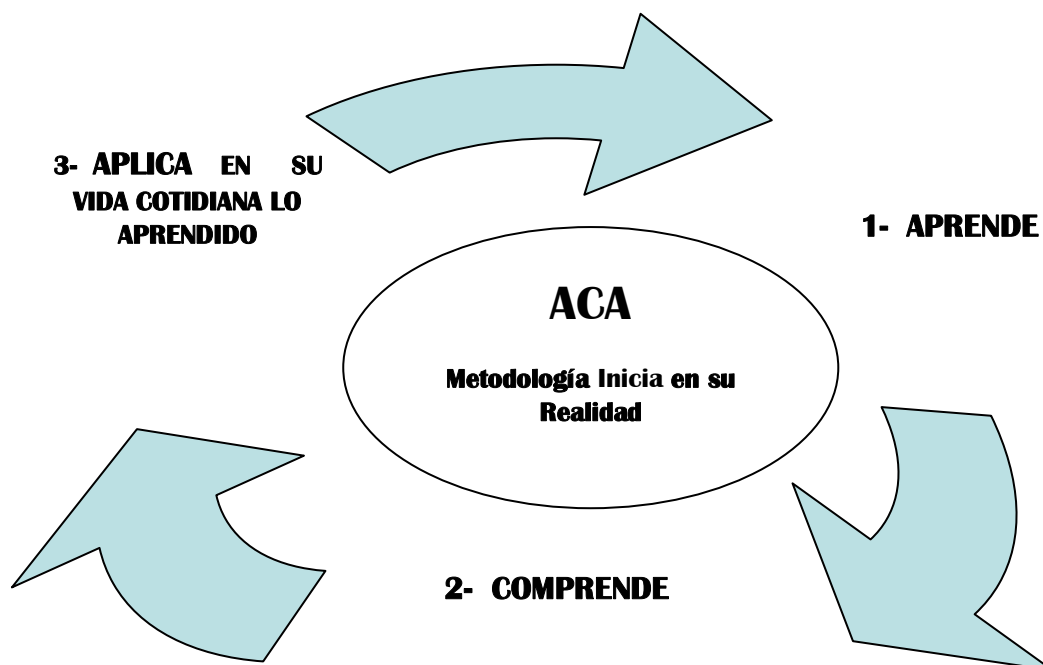 3- APLICA EN SU
VIDA COTIDIANA LO
APRENDIDO
1- APRENDE
ACA
Metodología Inicia en su
Realidad
2- COMPRENDE